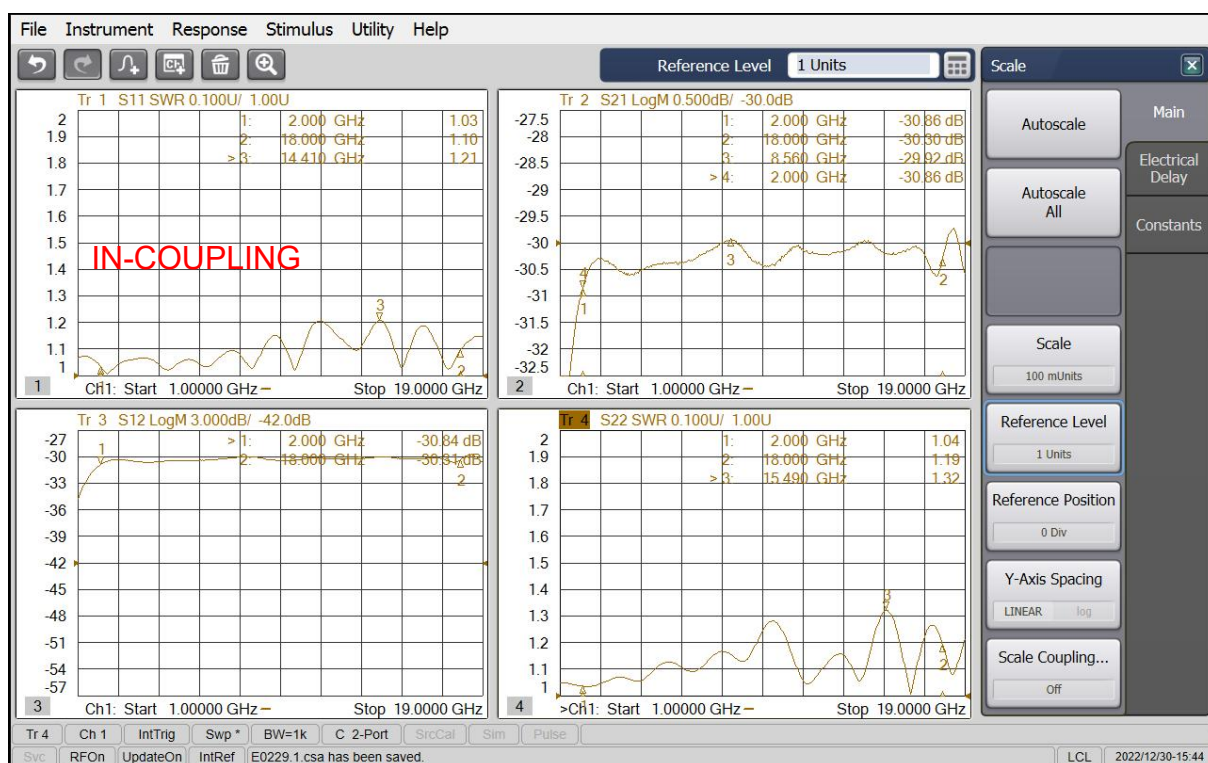 File Instrument Response Stimulus Utility Help
Reference Level 1 Units
Tr 1 S11 SWR 0.100U/ 1.00U
1: 2.000 GHz 1.03
2: 18.000 GHz 1.10
> 3: 14.410 GHz 1.21
2
1.9
1.8
1.7
1.6
1.5
1.4
1.3
1.2
1.1
1
IN-COUPLING
3
2
1 Ch1: Start 1.00000 GHz Stop 19.0000 GHz
Tr 2 S21 LogM 0.500dB/ -30.0dB
1: 2.000 GHz -30.86 dB
2: 18.000 GHz -30.30 dB
3: 8.560 GHz -29.92 dB
> 4: 2.000 GHz -30.86 dB
-27.5
-28
-28.5
-29
-29.5
-30
-30.5
-31
-31.5
-32
-32.5
4
1
3
2
2 Ch1: Start 1.00000 GHz Stop 19.0000 GHz
Tr 3 S12 LogM 3.000dB/ -42.0dB
> 1: 2.000 GHz -30.84 dB
2: 18.000 GHz -30.31 dB
-27
-30
-33
-36
-39
-42
-45
-48
-51
-54
-57
1
2
3 Ch1: Start 1.00000 GHz Stop 19.0000 GHz
Tr 4 S22 SWR 0.100U/ 1.00U
1: 2.000 GHz 1.04
2: 18.000 GHz 1.19
> 3: 15.490 GHz 1.32
2
1.9
1.8
1.7
1.6
1.5
1.4
1.3
1.2
1.1
1
3
2
4 >Ch1: Start 1.00000 GHz Stop 19.0000 GHz
Scale
Main
Electrical
Delay
Constants
Autoscale
Autoscale
All
Scale
100 mUnits
Reference Level
1 Units
Reference Position
0 Div
Y-Axis Spacing
LINEAR log
Scale Coupling...
Off
Tr 4 Ch 1 IntTrig Swp * BW=1k C 2-Port SrcCal Sim Pulse
Svc RFOn UpdateOn IntRef E0229.1.csa has been saved. LCL 2022/12/30-15:44